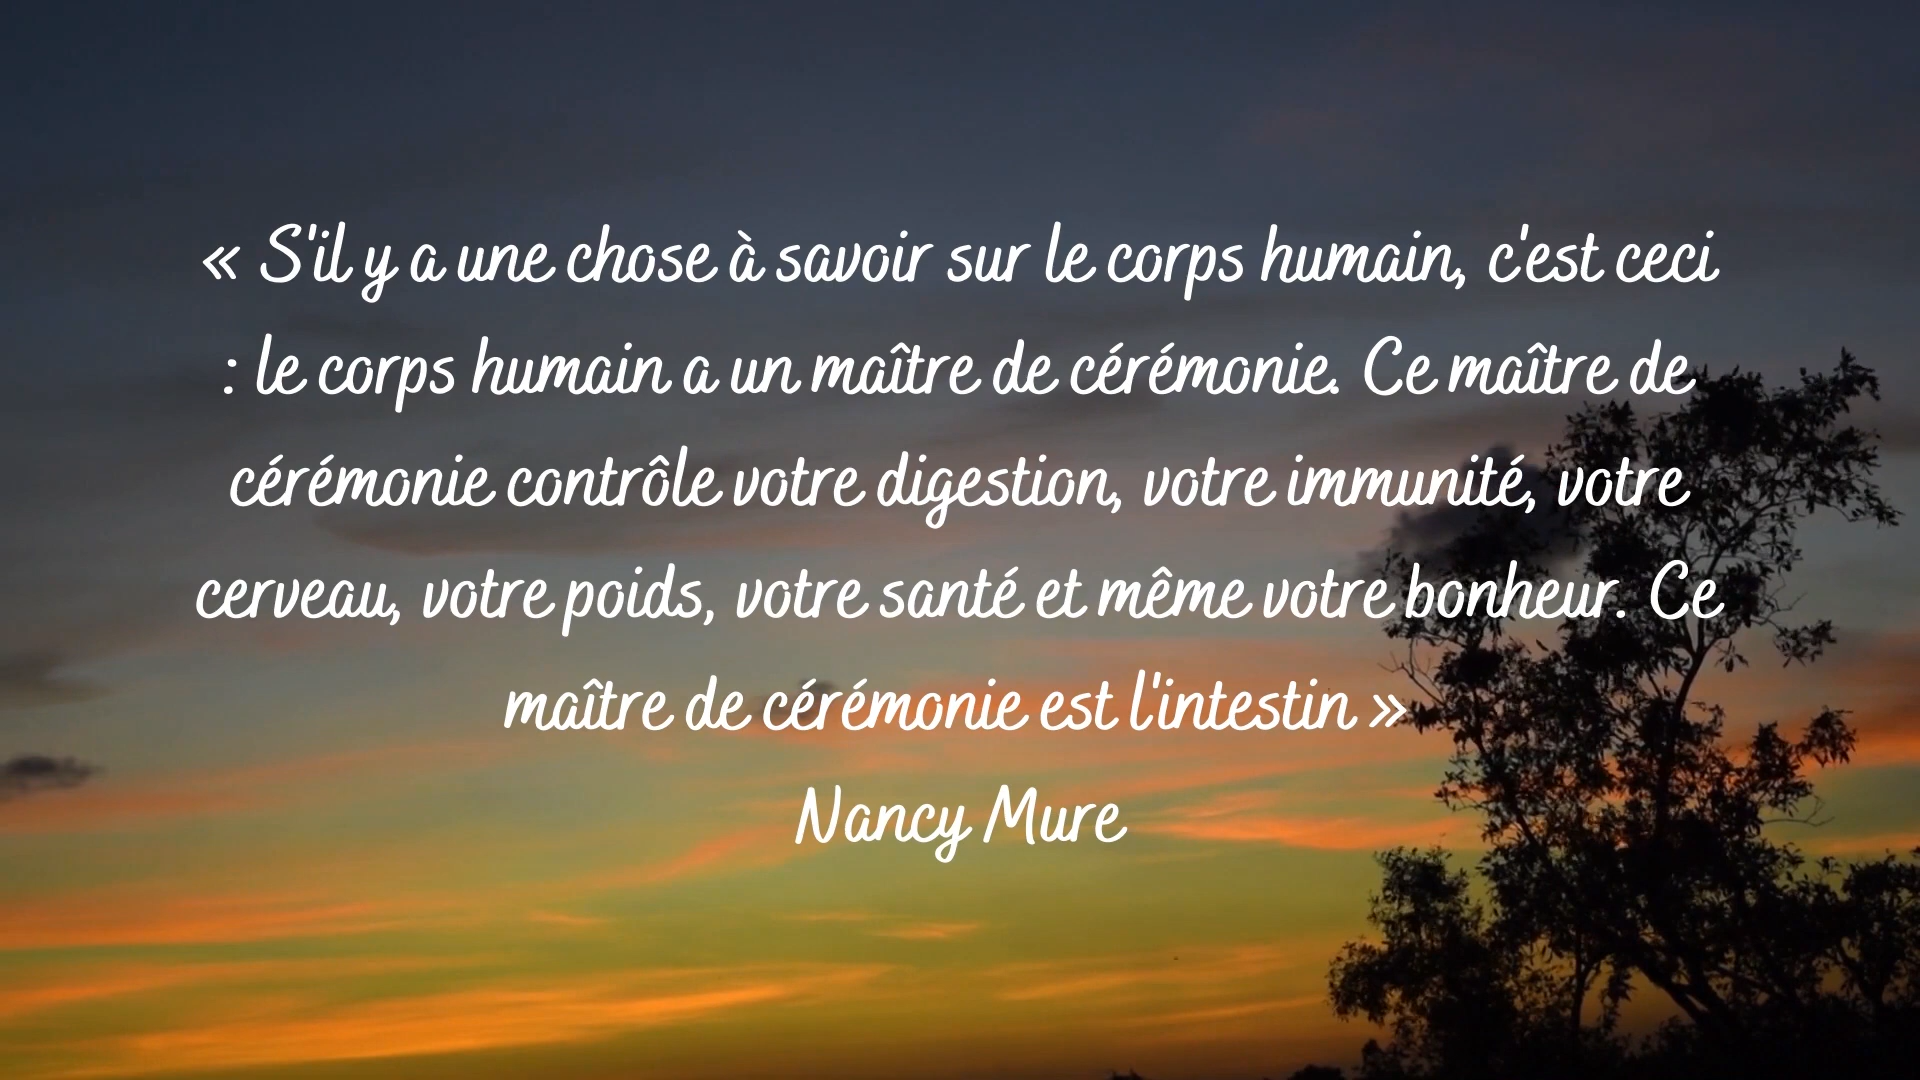 « S'il y a une chose à savoir sur le corps humain, c'est ceci
: le corps humain a un maître de cérémonie. Ce maître de
cérémonie contrôle votre digestion, votre immunité, votre
cerveau, votre poids, votre santé et même votre bonheur. Ce
maître de cérémonie est l'intestin »
Nancy Mure